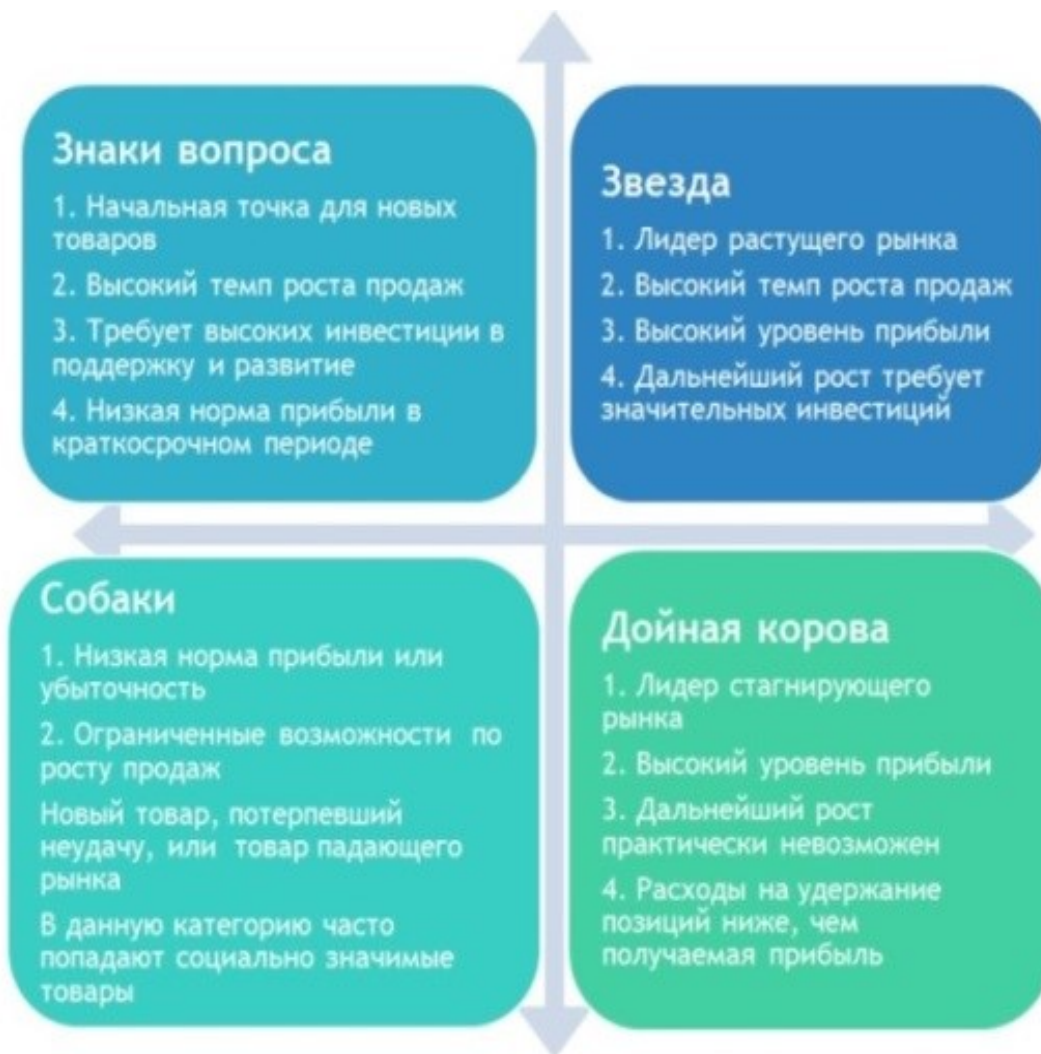 Знаки вопроса
1. Начальная точка для новых
товаров
2. Высокий темп роста продаж
3. Требует высоких инвестиции в
поддержку и развитие
4. Низкая норма прибыли в
краткосрочном периоде
Звезда
1. Лидер растущего рынка
2. Высокий темп роста продаж
3. Высокий уровень прибыли
4. Дальнейший рост требует
значительных инвестиций
Собаки
1. Низкая норма прибыли или
убыточность
2. Ограниченные возможности по
росту продаж
Новый товар, потерпевший
неудачу, или товар падающего
рынка
В данную категорию часто
попадают социально значимые
товары
Дойная корова
1. Лидер стагнирующего
рынка
2. Высокий уровень прибыли
3. Дальнейший рост
практически невозможен
4. Расходы на удержание
позиций ниже, чем
получаемая прибыль